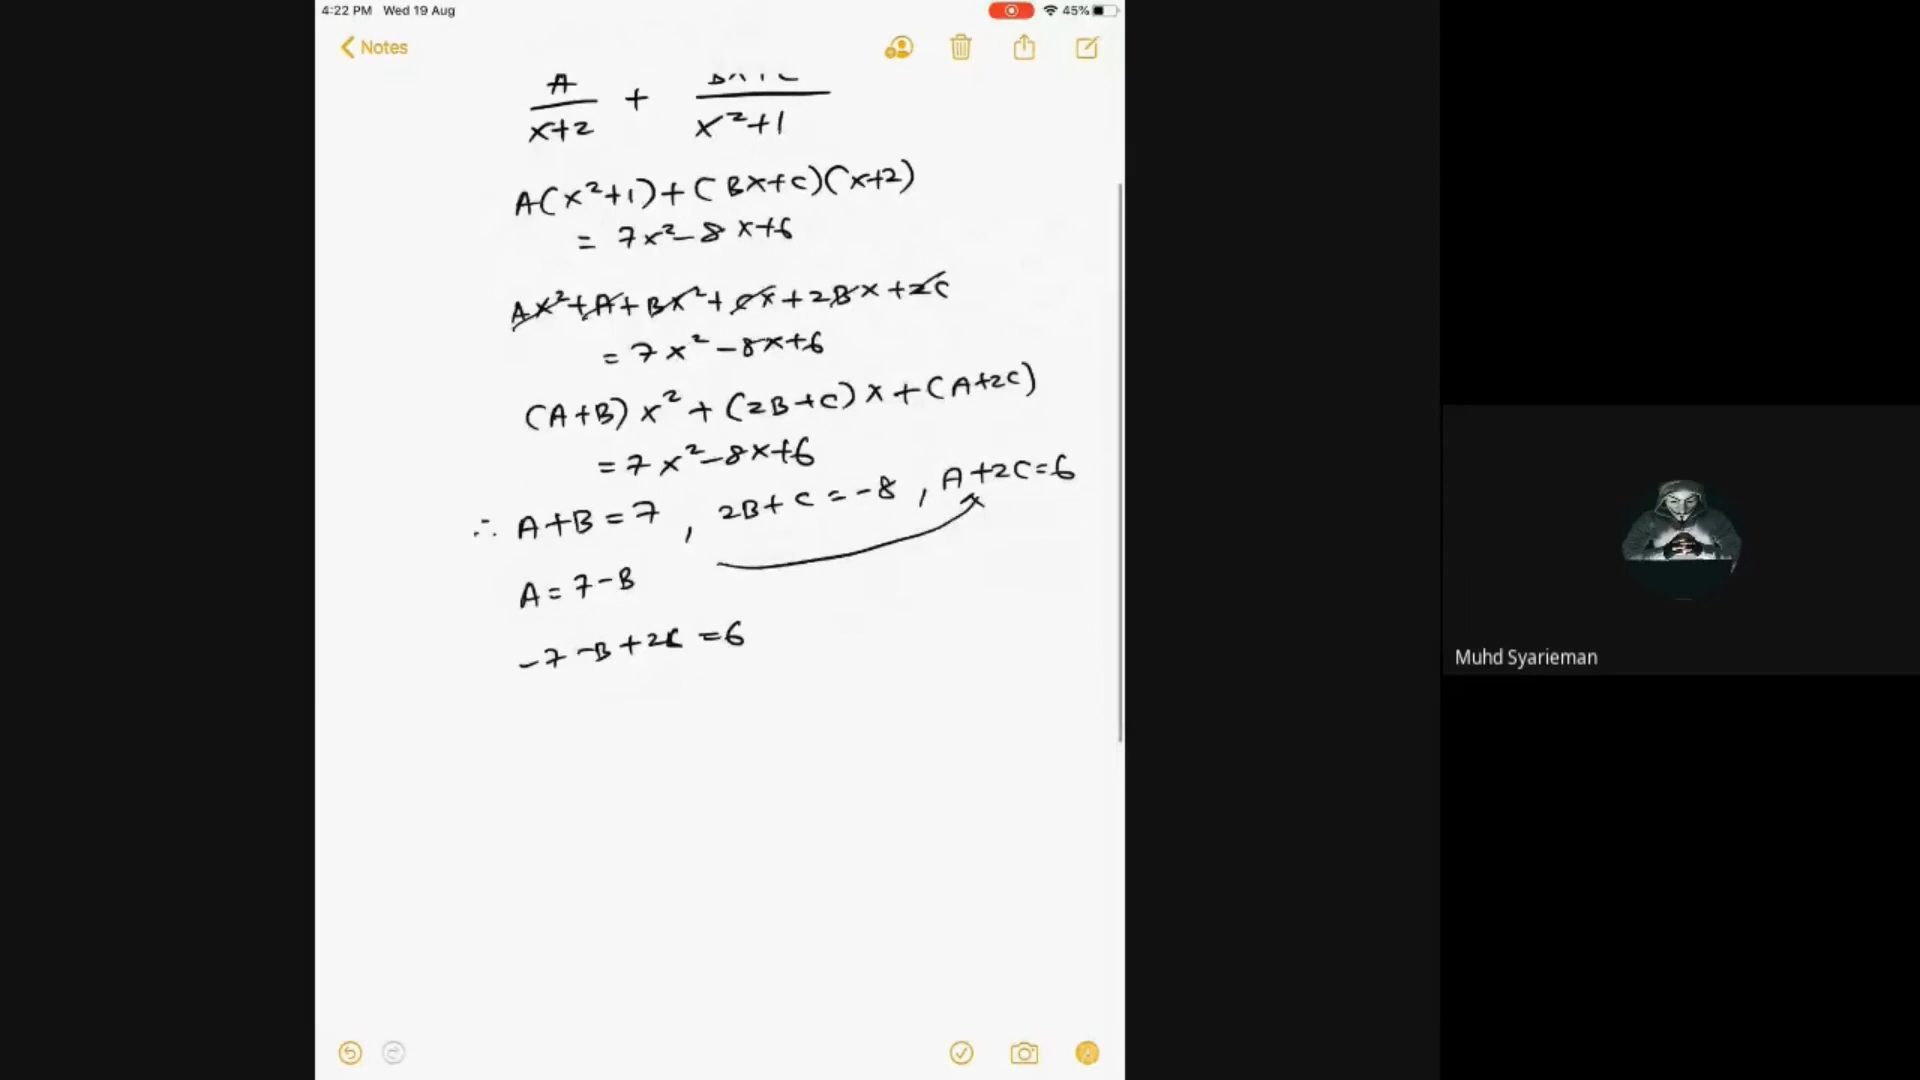 4:22 PM Wed 19 Aug 45%
Notes
A/(x+2) + /(x²+1)
A(x²+1)+(Bx+C)(x+2)
= 7x²-8x+6
Ax²+A+Bx²+Cx+2Bx+2C
= 7x²-8x+6
(A+B)x²+(2B+C)x+(A+2C)
= 7x²-8x+6
∴ A+B=7, 2B+C=-8, A+2C=6
A=7-B
-7-B+2C=6
Muhd Syarieman